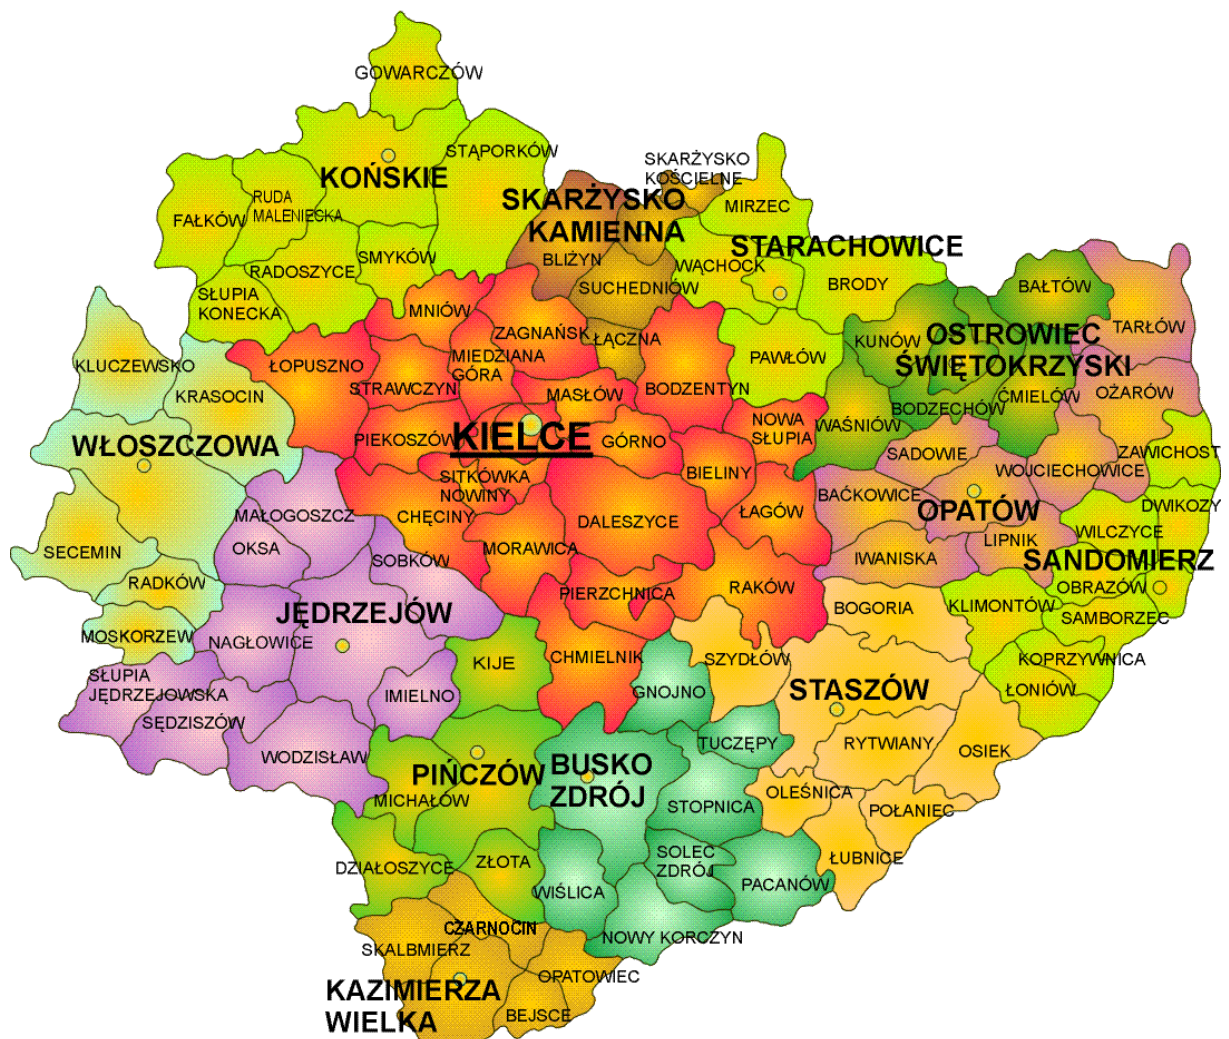 GOWARCZÓW
STĄPORKÓW
KOŃSKIE
SKARŻYSKO
KOŚCIELNE
RUDA
MALENIECKA
FAŁKÓW
SKARŻYSKO
KAMIENNA
MIRZEC
STARACHOWICE
SMYKÓW
RADOSZYCE
BLIŻYN
WĄCHOCK
SUCHEDNIÓW
BRODY
BAŁTÓW
SŁUPIA
KONECKA
MNIÓW
ZAGNAŃSK
ŁĄCZNA
TARŁÓW
OSTROWIEC
ŚWIĘTOKRZYSKI
KUNÓW
KLUCZEWSKO
ŁOPUSZNO
MIEDZIANA
GÓRA
PAWŁÓW
STRAWCZYN
BODZENTYN
KRASOCIN
MASŁÓW
OŻARÓW
ĆMIELÓW
BODZECHÓW
NOWA
SŁUPIA
WAŚNIÓW
WŁOSZCZOWA
PIEKOSZÓW
KIELCE
GÓRNO
SADOWIE
ZAWICHOST
WOJCIECHOWICE
BIELINY
SITKÓWKA
NOWINY
BAĆKOWICE
OPATÓW
DWIKOZY
MAŁOGOSZCZ
CHĘCINY
DALESZYCE
ŁAGÓW
WILCZYCE
LIPNIK
SECEMIN
OKSA
SOBKÓW
MORAWICA
IWANISKA
SANDOMIERZ
RADKÓW
PIERZCHNICA
RAKÓW
OBRAZÓW
BOGORIA
KLIMONTÓW
JĘDRZEJÓW
SAMBORZEC
MOSKORZEW
NAGŁOWICE
KIJE
CHMIELNIK
SZYDŁÓW
KOPRZYWNICA
SŁUPIA
JĘDRZEJOWSKA
IMIELNO
GNOJNO
STASZÓW
ŁONIÓW
SĘDZISZÓW
WODZISŁAW
TUCZĘPY
RYTWIANY
OSIEK
PIŃCZÓW
BUSKO
ZDRÓJ
MICHAŁÓW
STOPNICA
OLEŚNICA
POŁANIEC
DZIAŁOSZYCE
ZŁOTA
SOLEC
ZDRÓJ
ŁUBNICE
WIŚLICA
PACANÓW
CZARNOCIN
NOWY KORCZYN
SKALBMIERZ
OPATOWIEC
KAZIMIERZA
WIELKA
BEJSCE